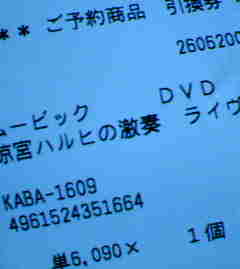 ** ご予約商品 引換券
2606200
ムービック DVD
涼宮ハルヒの激奏 ライヴ
KABA-1609
4961524351664
単6,090× 1個